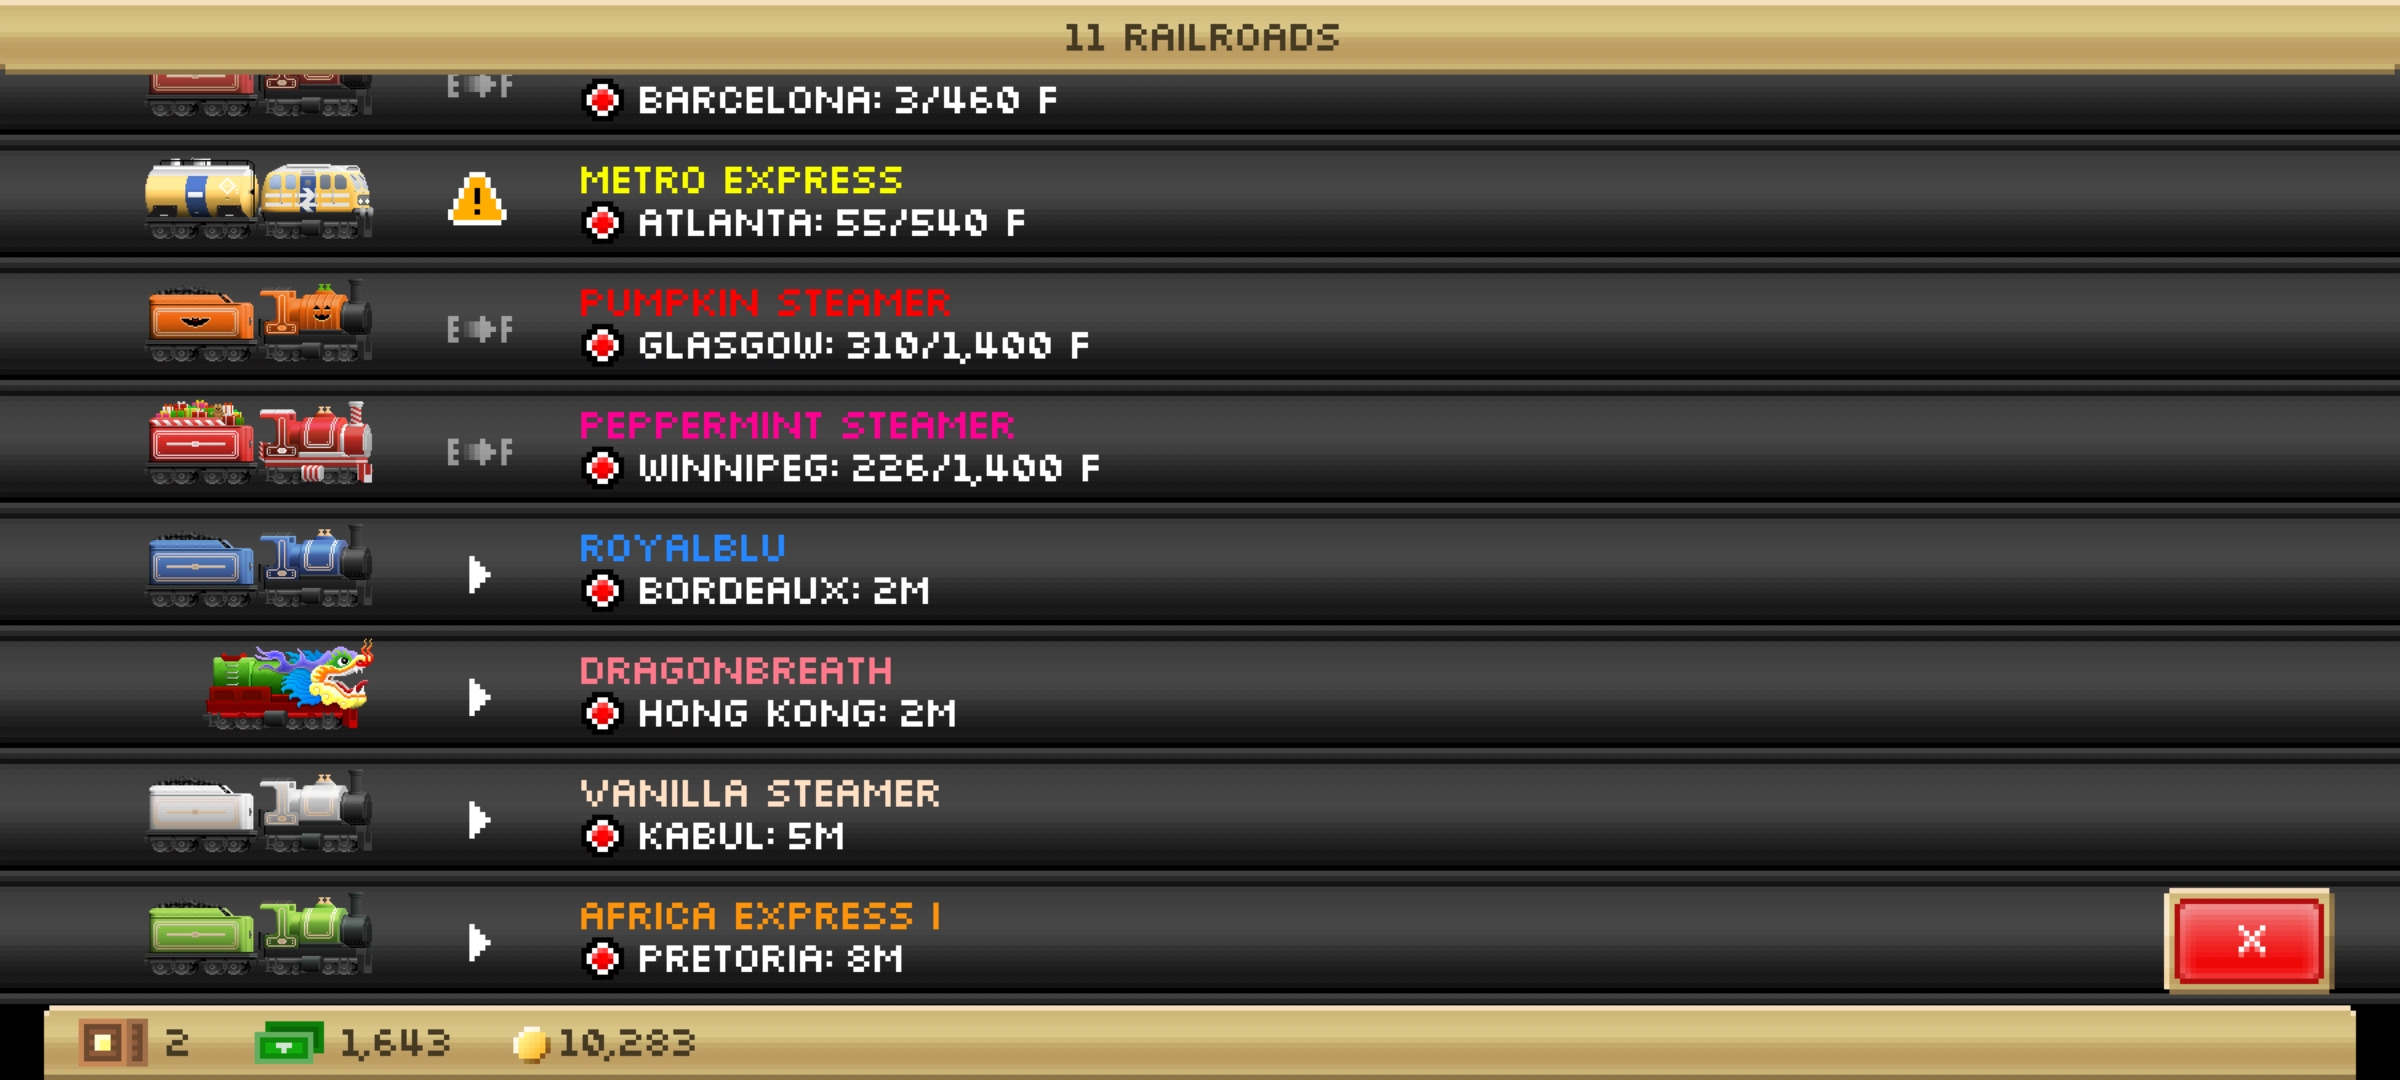 11 RAILROADS
E F
BARCELONA: 3/460 F
METRO EXPRESS
!
ATLANTA: 55/540 F
PUMPKIN STEAMER
E F
GLASGOW: 310/1,400 F
PEPPERMINT STEAMER
E F
WINNIPEG: 226/1,400 F
ROYALBLU
BORDEAUX: 2M
DRAGONBREATH
HONG KONG: 2M
VANILLA STEAMER
KABUL: 5M
AFRICA EXPRESS I
PRETORIA: 8M
X
2 1,643 10,283